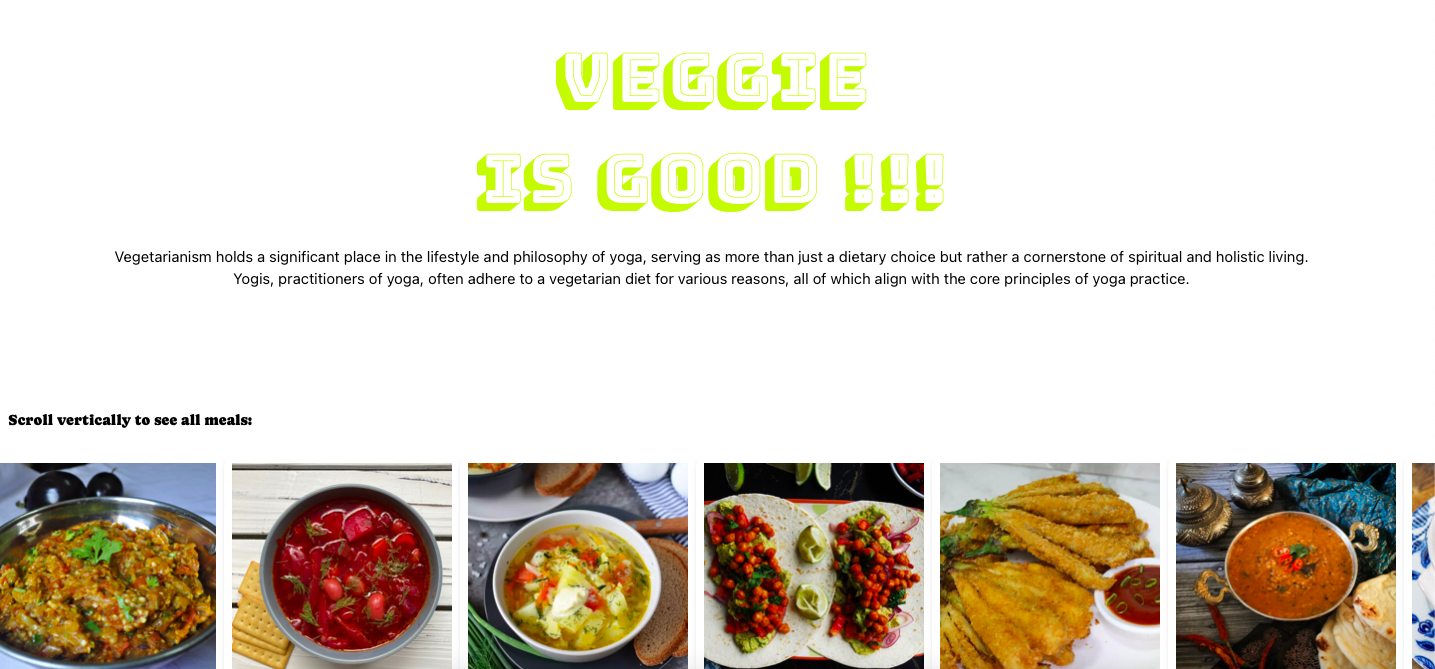 VEGGIE
IS GOOD !!!
Vegetarianism holds a significant place in the lifestyle and philosophy of yoga, serving as more than just a dietary choice but rather a cornerstone of spiritual and holistic living.
Yogis, practitioners of yoga, often adhere to a vegetarian diet for various reasons, all of which align with the core principles of yoga practice.
Scroll vertically to see all meals: